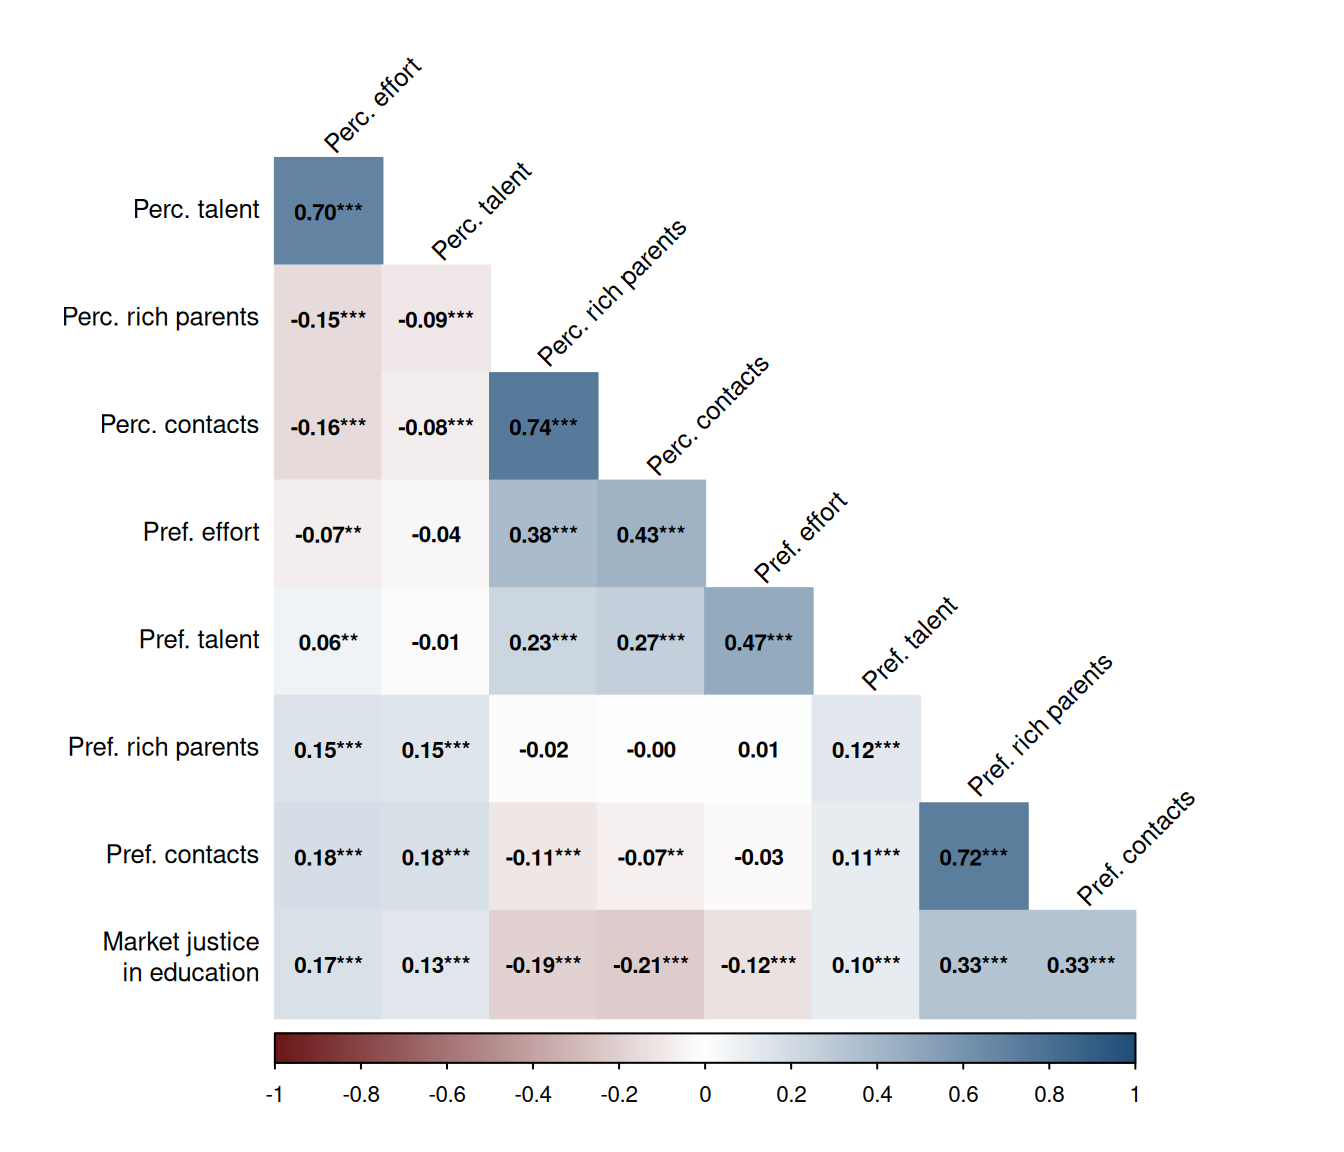 Perc. effort
Perc. talent
0.70***
Perc. talent
Perc. rich parents
-0.15*** -0.09***
Perc. rich parents
Perc. contacts
-0.16*** -0.08*** 0.74***
Perc. contacts
Pref. effort
-0.07** -0.04 0.38*** 0.43***
Pref. effort
Pref. talent
0.06** -0.01 0.23*** 0.27*** 0.47***
Pref. talent
Pref. rich parents
0.15*** 0.15*** -0.02 -0.00 0.01 0.12***
Pref. rich parents
Pref. contacts
0.18*** 0.18*** -0.11*** -0.07** -0.03 0.11*** 0.72***
Pref. contacts
Market justice
in education
0.17*** 0.13*** -0.19*** -0.21*** -0.12*** 0.10*** 0.33*** 0.33***
-1 -0.8 -0.6 -0.4 -0.2 0 0.2 0.4 0.6 0.8 1